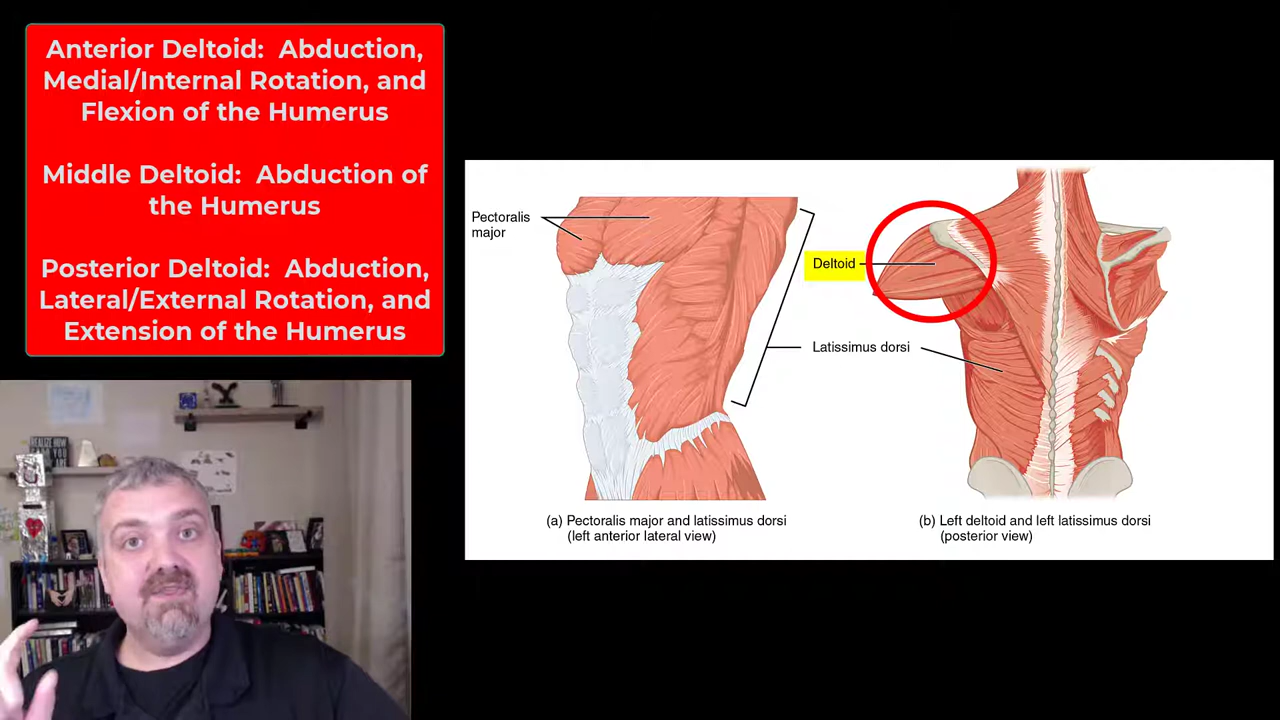 Anterior Deltoid:  Abduction,
Medial/Internal Rotation, and
Flexion of the Humerus
Middle Deltoid:  Abduction of
the Humerus
Posterior Deltoid:  Abduction,
Lateral/External Rotation, and
Extension of the Humerus
Pectoralis
major
Deltoid
Latissimus dorsi
(a) Pectoralis major and latissimus dorsi
(left anterior lateral view)
(b) Left deltoid and left latissimus dorsi
(posterior view)
REALIZE HOW